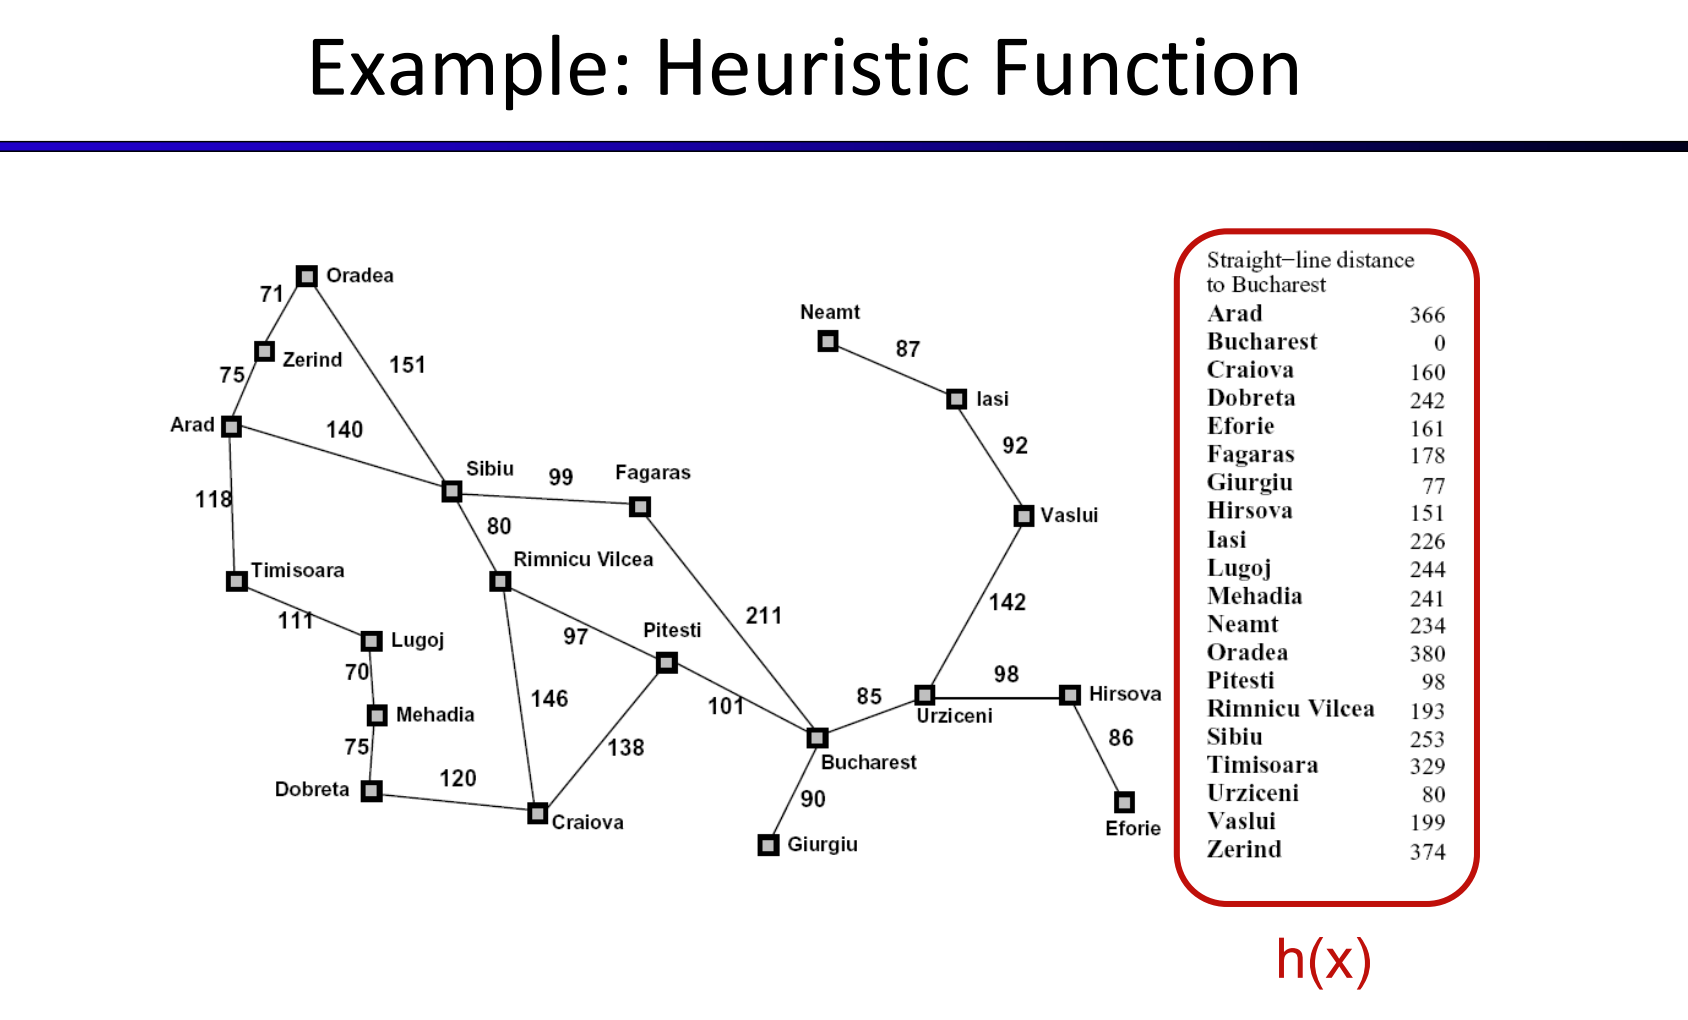 Example: Heuristic Function
Oradea
71
Zerind
151
75
Arad
140
Sibiu
99
Fagaras
118
80
Rimnicu Vilcea
Timisoara
111
Lugoj
97
Pitesti
211
70
146
101
Mehadia
75
138
Dobreta
120
Craiova
Bucharest
90
Giurgiu
Neamt
87
Iasi
92
Vaslui
142
85
98
Hirsova
Urziceni
86
Eforie
Straight−line distance
to Bucharest
Arad 366
Bucharest 0
Craiova 160
Dobreta 242
Eforie 161
Fagaras 178
Giurgiu 77
Hirsova 151
Iasi 226
Lugoj 244
Mehadia 241
Neamt 234
Oradea 380
Pitesti 98
Rimnicu Vilcea 193
Sibiu 253
Timisoara 329
Urziceni 80
Vaslui 199
Zerind 374
h(x)